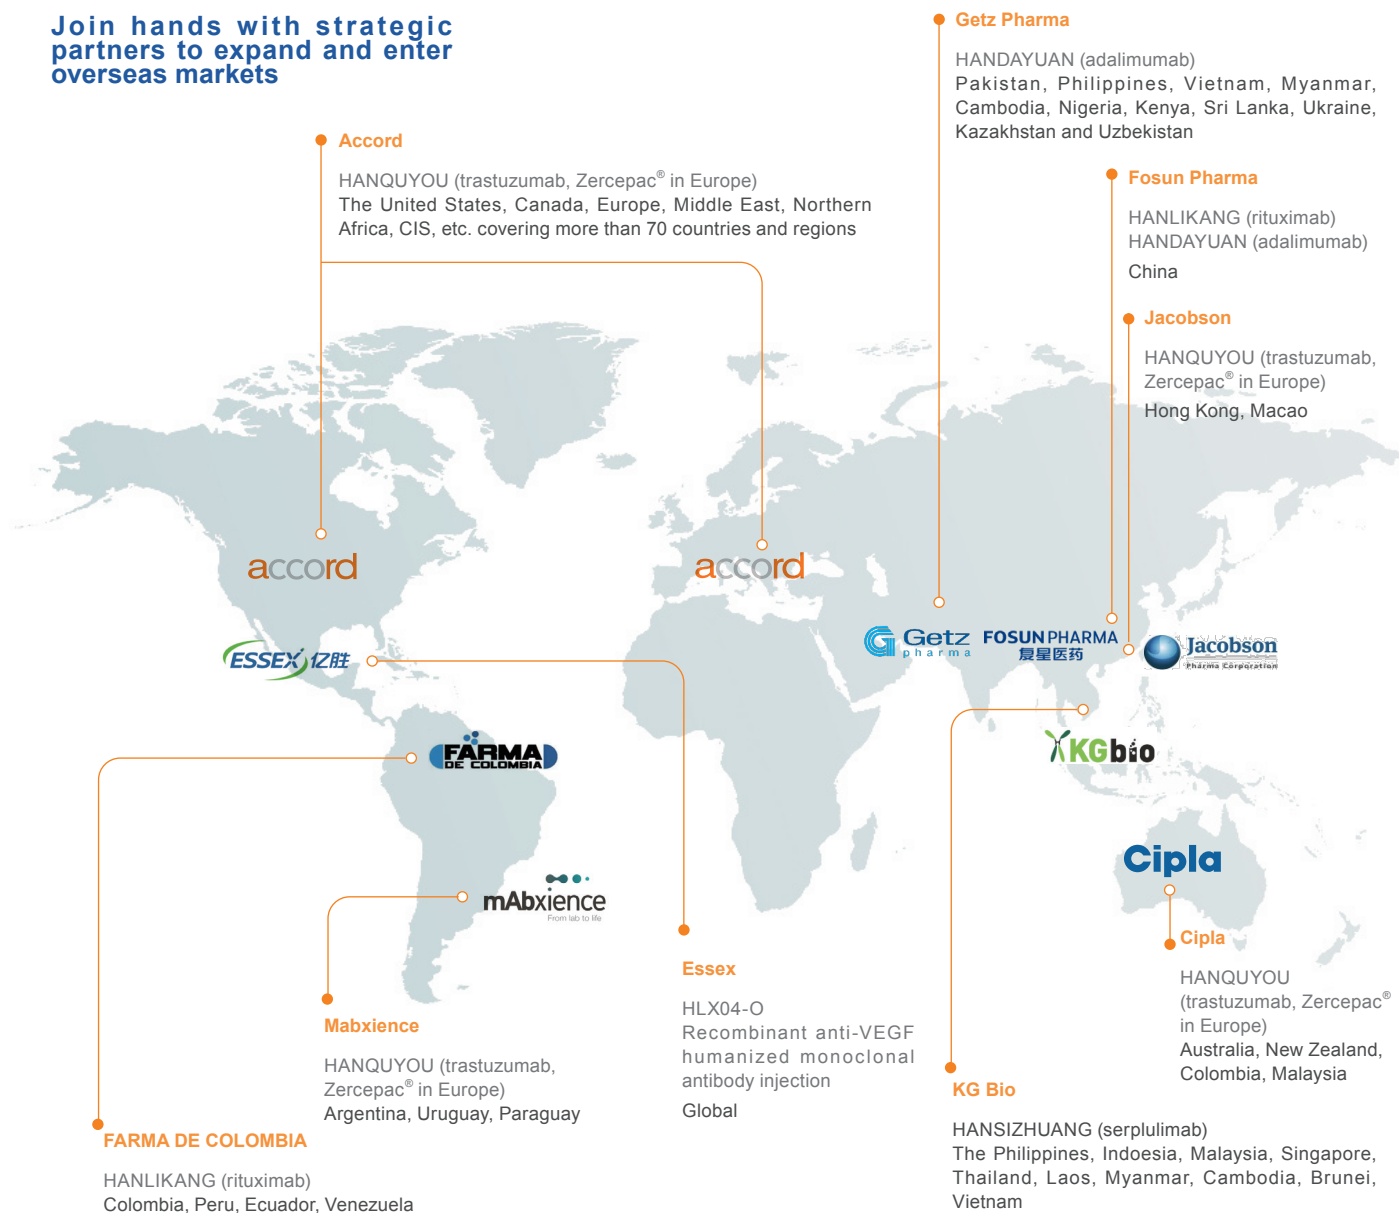 Join hands with strategic
partners to expand and enter
overseas markets
Getz Pharma
HANDAYUAN (adalimumab)
Pakistan, Philippines, Vietnam, Myanmar,
Cambodia, Nigeria, Kenya, Sri Lanka, Ukraine,
Kazakhstan and Uzbekistan
Accord
HANQUYOU (trastuzumab, Zercepac® in Europe)
The United States, Canada, Europe, Middle East, Northern
Africa, CIS, etc. covering more than 70 countries and regions
Fosun Pharma
HANLIKANG (rituximab)
HANDAYUAN (adalimumab)
China
Jacobson
HANQUYOU (trastuzumab,
Zercepac® in Europe)
Hong Kong, Macao
accord
accord
ESSEX 亿胜
Getz
pharma
FOSUN PHARMA
复星医药
Jacobson
Pharma Corporation
FARMA
DE COLOMBIA
KGbio
Cipla
mAbxience
From lab to life
Cipla
HANQUYOU
(trastuzumab, Zercepac®
in Europe)
Australia, New Zealand,
Colombia, Malaysia
Essex
HLX04-O
Recombinant anti-VEGF
humanized monoclonal
antibody injection
Global
Mabxience
HANQUYOU (trastuzumab,
Zercepac® in Europe)
Argentina, Uruguay, Paraguay
KG Bio
HANSIZHUANG (serplulimab)
The Philippines, Indoesia, Malaysia, Singapore,
Thailand, Laos, Myanmar, Cambodia, Brunei,
Vietnam
FARMA DE COLOMBIA
HANLIKANG (rituximab)
Colombia, Peru, Ecuador, Venezuela